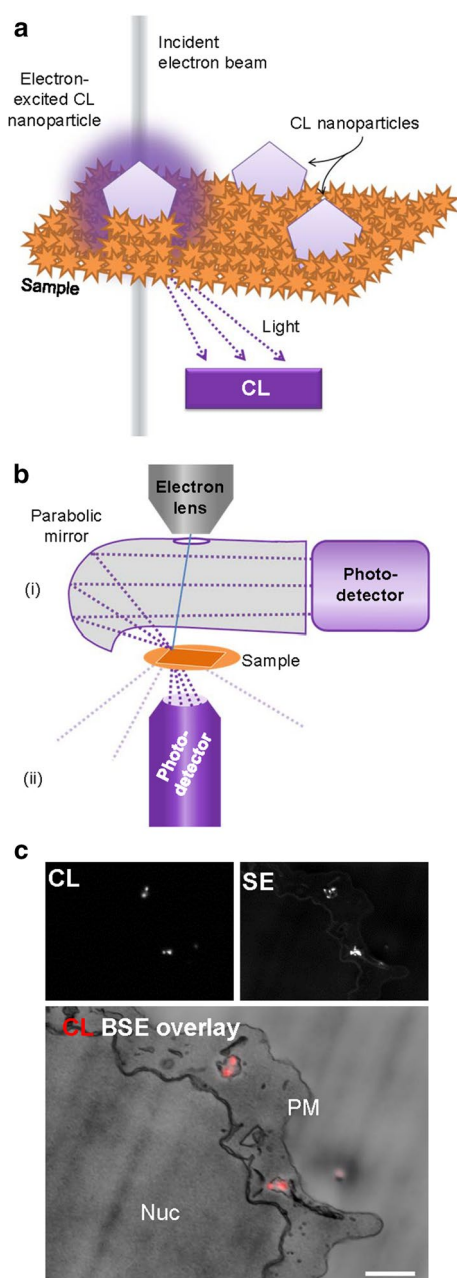 a
Incident
electron beam
Electron-
excited CL
nanoparticle
CL nanoparticles
Sample
Light
CL
b
Electron
lens
Parabolic
mirror
(i)
Photo-
detector
Sample
Photo-
detector
(ii)
c
CL
SE
CL BSE overlay
PM
Nuc